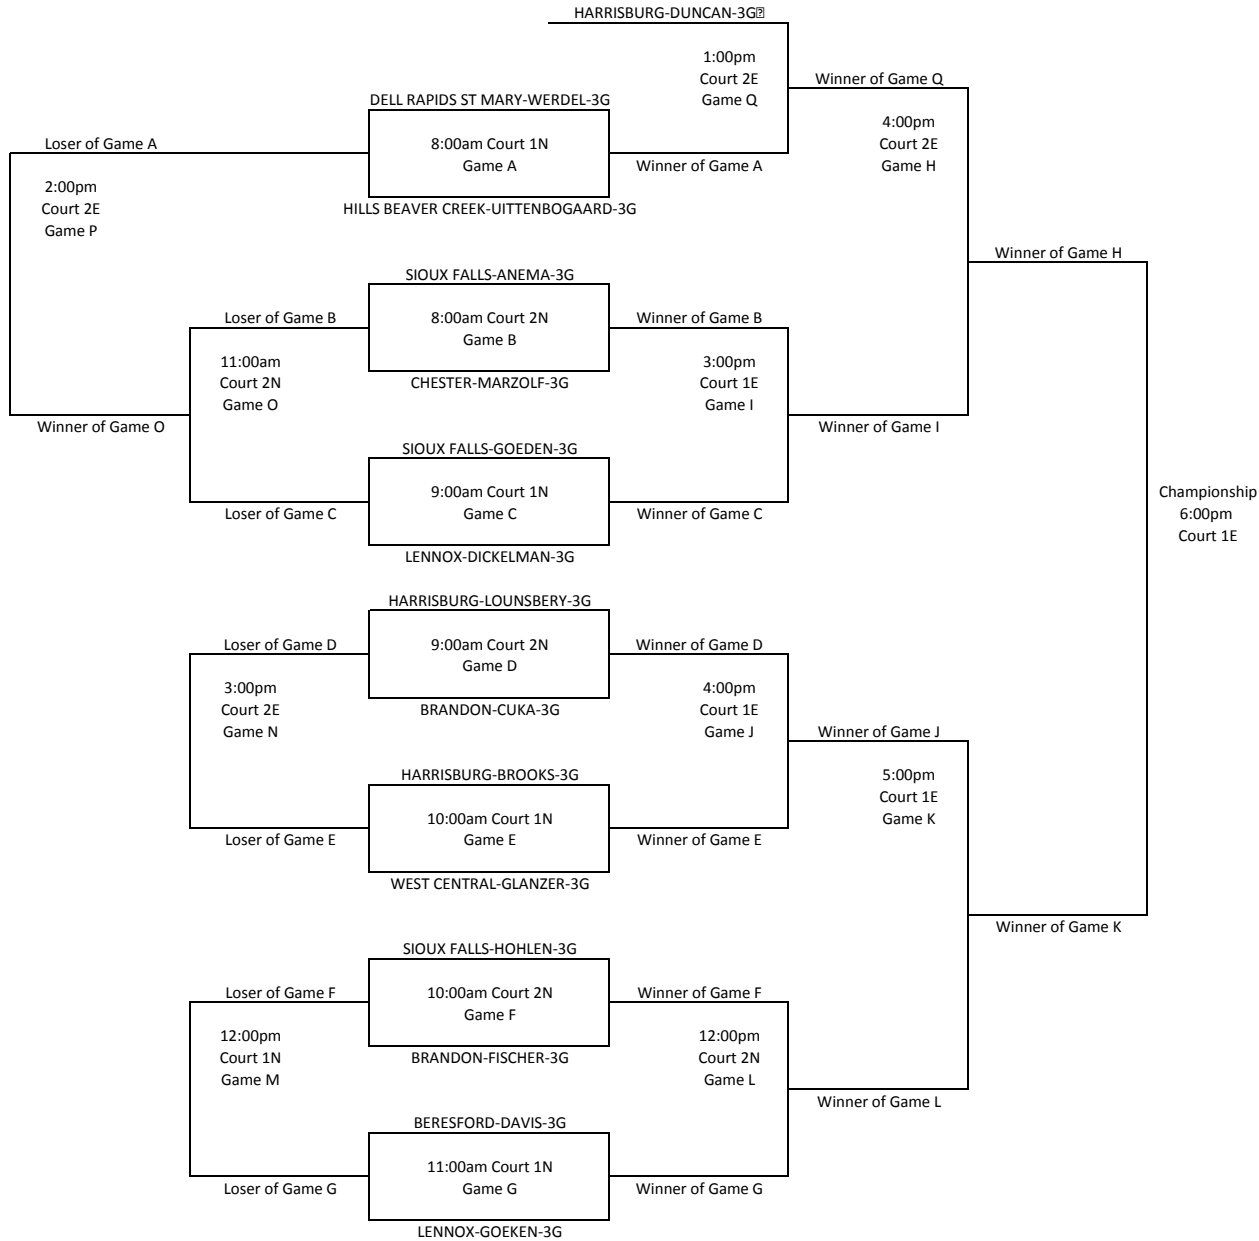 HARRISBURG-DUNCAN-3G
1:00pm
Court 2E
Game Q
Winner of Game Q
DELL RAPIDS ST MARY-WERDEL-3G
4:00pm
Court 2E
Game H
Loser of Game A
8:00am Court 1N
Game A
Winner of Game A
2:00pm
Court 2E
Game P
HILLS BEAVER CREEK-UITTENBOGAARD-3G
Winner of Game H
SIOUX FALLS-ANEMA-3G
Loser of Game B
8:00am Court 2N
Game B
Winner of Game B
11:00am
Court 2N
Game O
3:00pm
Court 1E
Game I
CHESTER-MARZOLF-3G
Winner of Game O
Winner of Game I
SIOUX FALLS-GOEDEN-3G
9:00am Court 1N
Game C
Loser of Game C
Winner of Game C
Championship
6:00pm
Court 1E
LENNOX-DICKELMAN-3G
HARRISBURG-LOUNSBERY-3G
Loser of Game D
9:00am Court 2N
Game D
Winner of Game D
3:00pm
Court 2E
Game N
4:00pm
Court 1E
Game J
BRANDON-CUKA-3G
Winner of Game J
HARRISBURG-BROOKS-3G
5:00pm
Court 1E
Game K
10:00am Court 1N
Game E
Loser of Game E
Winner of Game E
WEST CENTRAL-GLANZER-3G
Winner of Game K
SIOUX FALLS-HOHLEN-3G
Loser of Game F
10:00am Court 2N
Game F
Winner of Game F
12:00pm
Court 1N
Game M
12:00pm
Court 2N
Game L
BRANDON-FISCHER-3G
Winner of Game L
BERESFORD-DAVIS-3G
11:00am Court 1N
Game G
Loser of Game G
Winner of Game G
LENNOX-GOEKEN-3G